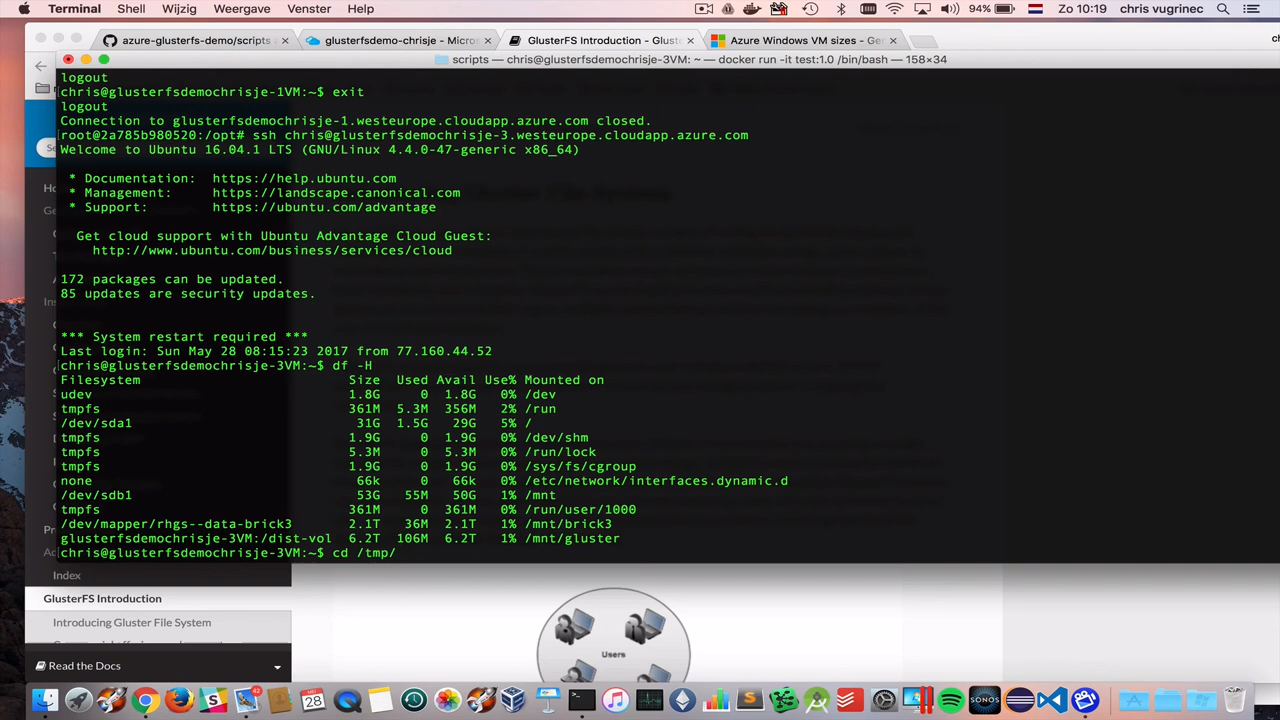 Terminal Shell Wijzig Weergave Venster Help
94% Zo 10:19 chris vugrinec
azure-glusterfs-demo/scripts
glusterfsdemo-chrisje - Micros
GlusterFS Introduction - Glust
Azure Windows VM sizes - Gen
scripts — chris@glusterfsdemochrisje-3VM: ~ — docker run -it test:1.0 /bin/bash — 158×34
logout
chris@glusterfsdemochrisje-1VM:~$ exit
logout
Connection to glusterfsdemochrisje-1.westeurope.cloudapp.azure.com closed.
root@2a785b980520:/opt# ssh chris@glusterfsdemochrisje-3.westeurope.cloudapp.azure.com
Welcome to Ubuntu 16.04.1 LTS (GNU/Linux 4.4.0-47-generic x86_64)
* Documentation: https://help.ubuntu.com
* Management: https://landscape.canonical.com
* Support: https://ubuntu.com/advantage
Get cloud support with Ubuntu Advantage Cloud Guest:
http://www.ubuntu.com/business/services/cloud
172 packages can be updated.
85 updates are security updates.
*** System restart required ***
Last login: Sun May 28 08:15:23 2017 from 77.160.44.52
chris@glusterfsdemochrisje-3VM:~$ df -H
Filesystem Size Used Avail Use% Mounted on
udev 1.8G 0 1.8G 0% /dev
tmpfs 361M 5.3M 356M 2% /run
/dev/sda1 31G 1.5G 29G 5% /
tmpfs 1.9G 0 1.9G 0% /dev/shm
tmpfs 5.3M 0 5.3M 0% /run/lock
tmpfs 1.9G 0 1.9G 0% /sys/fs/cgroup
none 66k 0 66k 0% /etc/network/interfaces.dynamic.d
/dev/sdb1 53G 55M 50G 1% /mnt
tmpfs 361M 0 361M 0% /run/user/1000
/dev/mapper/rhgs--data-brick3 2.1T 36M 2.1T 1% /mnt/brick3
glusterfsdemochrisje-3VM:/dist-vol 6.2T 106M 6.2T 1% /mnt/gluster
chris@glusterfsdemochrisje-3VM:~$ cd /tmp/
Index
GlusterFS Introduction
Introducing Gluster File System
Read the Docs
Users
42
28